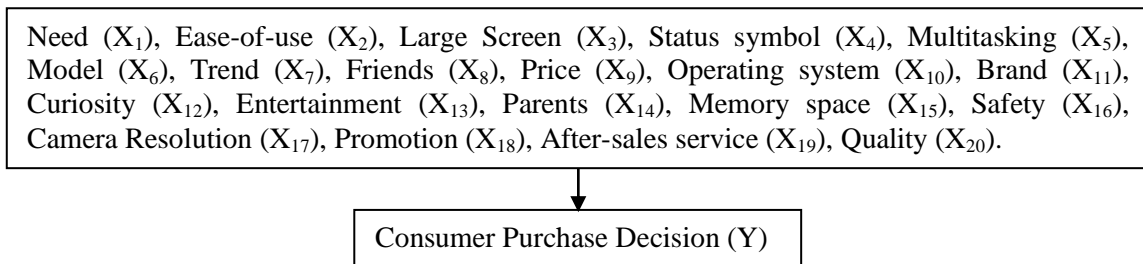 Need (X₁), Ease-of-use (X₂), Large Screen (X₃), Status symbol (X₄), Multitasking (X₅),
Model (X₆), Trend (X₇), Friends (X₈), Price (X₉), Operating system (X₁₀), Brand (X₁₁),
Curiosity (X₁₂), Entertainment (X₁₃), Parents (X₁₄), Memory space (X₁₅), Safety (X₁₆),
Camera Resolution (X₁₇), Promotion (X₁₈), After-sales service (X₁₉), Quality (X₂₀).
Consumer Purchase Decision (Y)